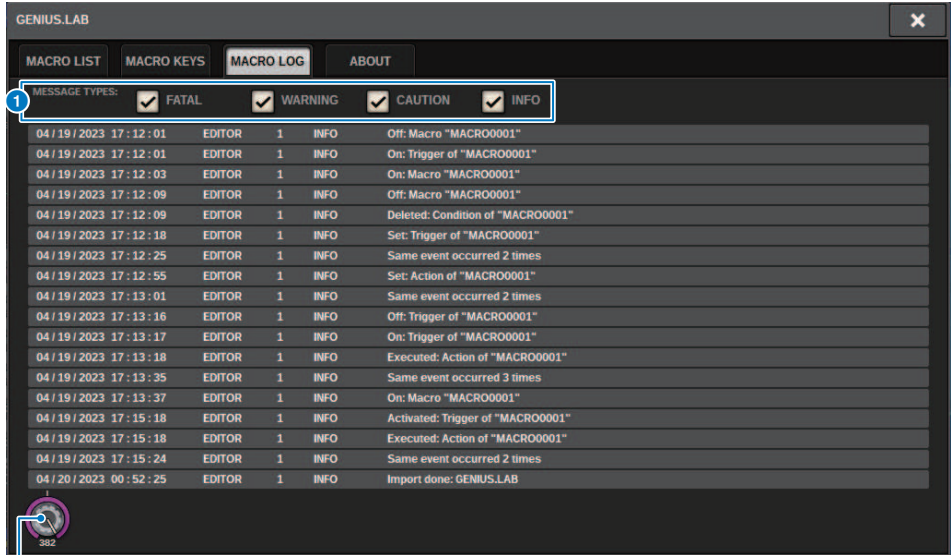 GENIUS.LAB
MACRO LIST MACRO KEYS MACRO LOG ABOUT
1 MESSAGE TYPES: FATAL WARNING CAUTION INFO
04/19/2023 17:12:01 EDITOR 1 INFO Off: Macro "MACRO0001"
04/19/2023 17:12:01 EDITOR 1 INFO On: Trigger of "MACRO0001"
04/19/2023 17:12:03 EDITOR 1 INFO On: Macro "MACRO0001"
04/19/2023 17:12:09 EDITOR 1 INFO Off: Macro "MACRO0001"
04/19/2023 17:12:09 EDITOR 1 INFO Deleted: Condition of "MACRO0001"
04/19/2023 17:12:18 EDITOR 1 INFO Set: Trigger of "MACRO0001"
04/19/2023 17:12:25 EDITOR 1 INFO Same event occurred 2 times
04/19/2023 17:12:55 EDITOR 1 INFO Set: Action of "MACRO0001"
04/19/2023 17:13:01 EDITOR 1 INFO Same event occurred 2 times
04/19/2023 17:13:16 EDITOR 1 INFO Off: Trigger of "MACRO0001"
04/19/2023 17:13:17 EDITOR 1 INFO On: Trigger of "MACRO0001"
04/19/2023 17:13:18 EDITOR 1 INFO Executed: Action of "MACRO0001"
04/19/2023 17:13:35 EDITOR 1 INFO Same event occurred 3 times
04/19/2023 17:13:37 EDITOR 1 INFO On: Macro "MACRO0001"
04/19/2023 17:15:18 EDITOR 1 INFO Activated: Trigger of "MACRO0001"
04/19/2023 17:15:18 EDITOR 1 INFO Executed: Action of "MACRO0001"
04/19/2023 17:15:24 EDITOR 1 INFO Same event occurred 2 times
04/20/2023 00:52:25 EDITOR 1 INFO Import done: GENIUS.LAB
382